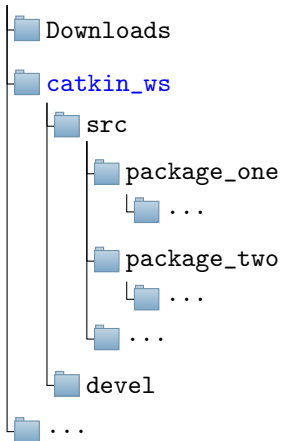 Downloads
catkin_ws
src
package_one
...
package_two
...
...
devel
...